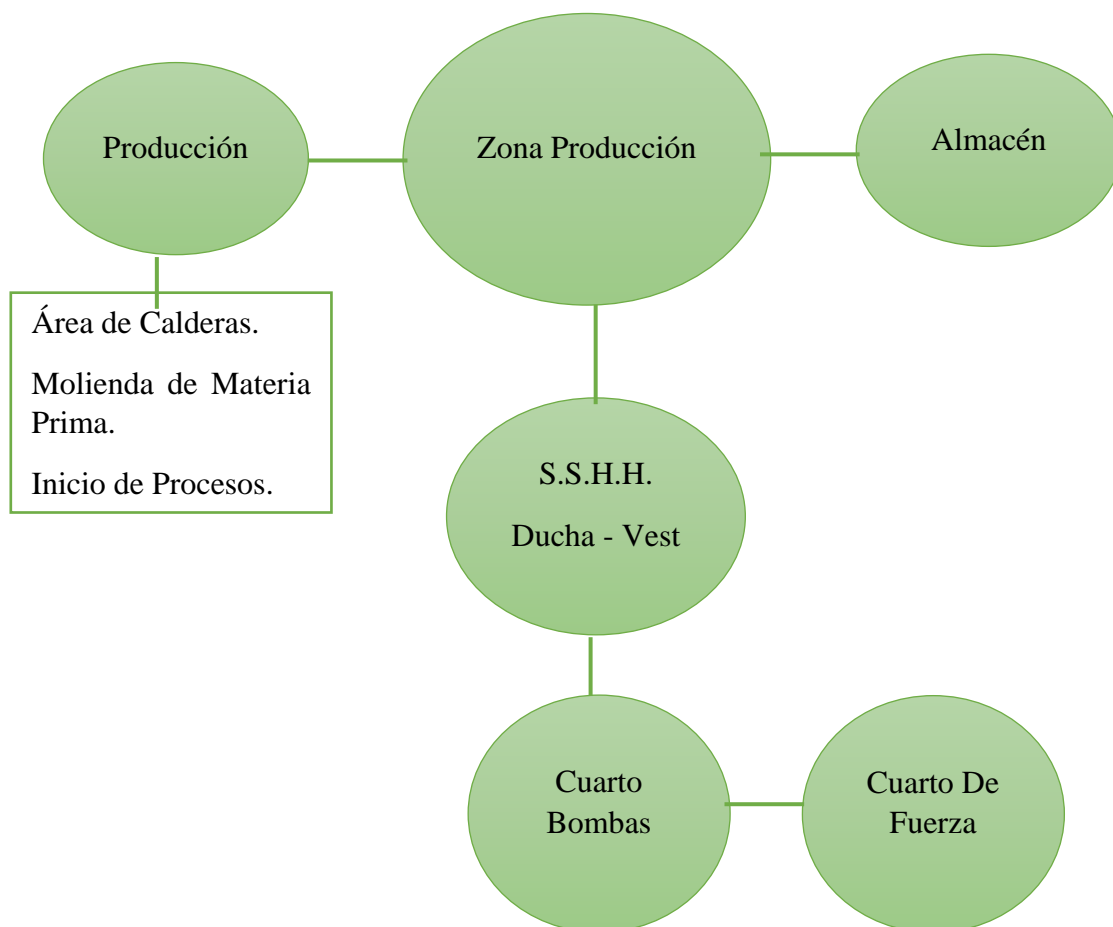 Producción
Zona Producción
Almacén
Área de Calderas.
Molienda de Materia
Prima.
Inicio de Procesos.
S.S.H.H.
Ducha - Vest
Cuarto
Bombas
Cuarto De
Fuerza